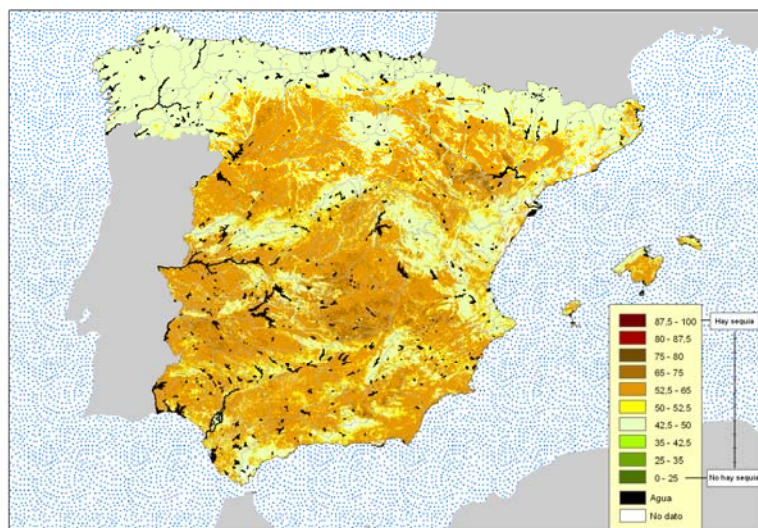 87,5 - 100
Hay sequia
80 - 87,5
75 - 80
65 - 75
52,5 - 65
50 - 52,5
42,5 - 50
35 - 42,5
25 - 35
0 - 25
No hay sequia
Agua
No dato